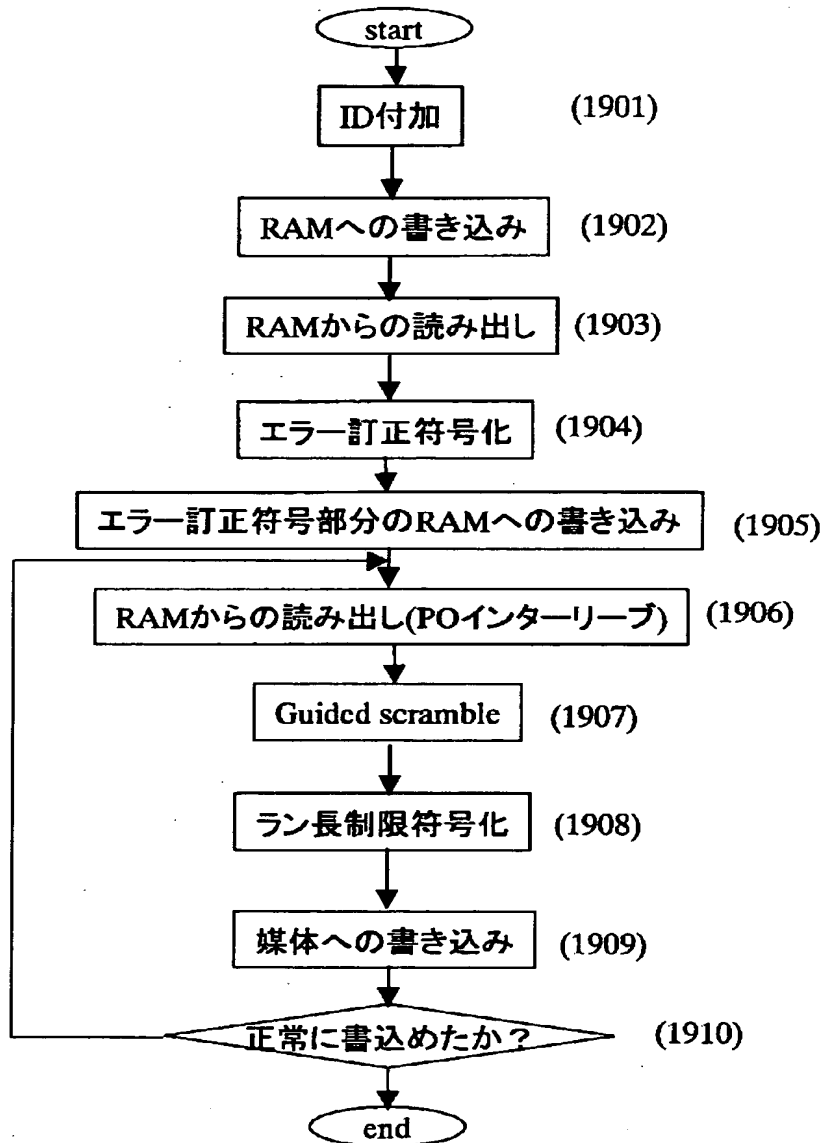 start
ID付加 (1901)
RAMへの書き込み (1902)
RAMからの読み出し (1903)
エラー訂正符号化 (1904)
エラー訂正符号部分のRAMへの書き込み (1905)
RAMからの読み出し(POインターリーブ) (1906)
Guided scramble (1907)
ラン長制限符号化 (1908)
媒体への書き込み (1909)
正常に書込めたか？ (1910)
end